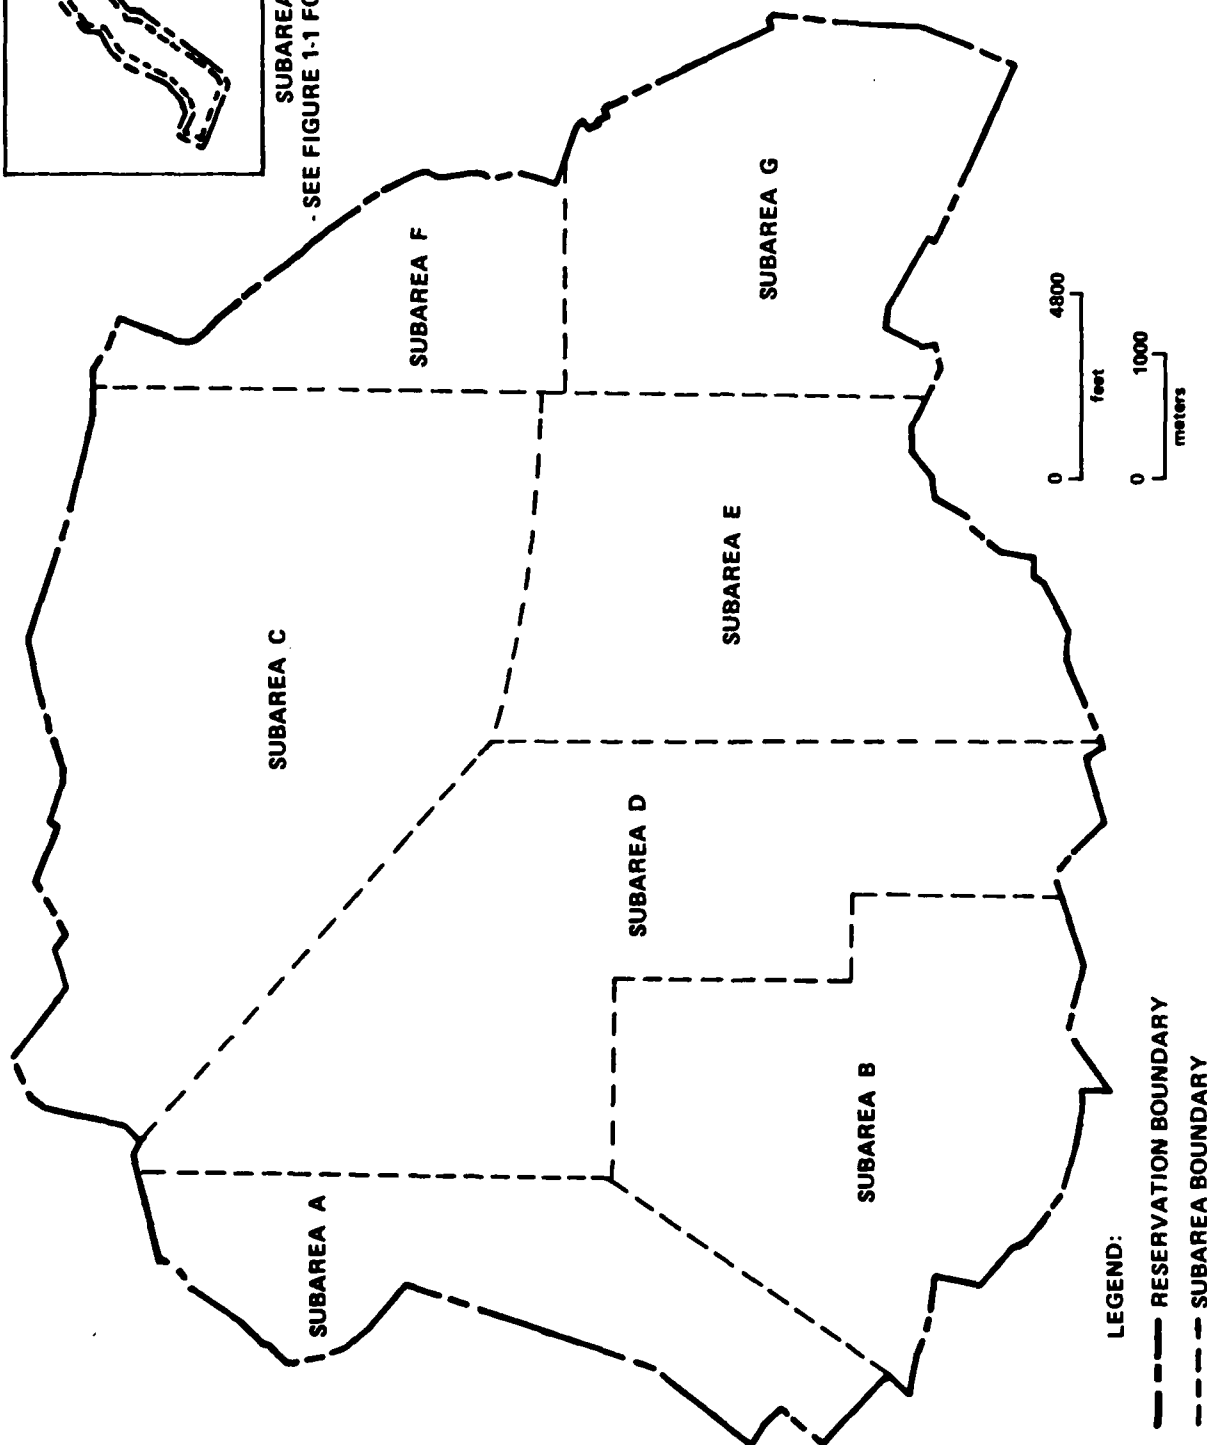 SUBAREA
- SEE FIGURE 1-1 FO
SUBAREA F
SUBAREA G
SUBAREA C
SUBAREA E
SUBAREA D
SUBAREA A
SUBAREA B
0 4800
feet
0 1000
meters
LEGEND:
RESERVATION BOUNDARY
SUBAREA BOUNDARY